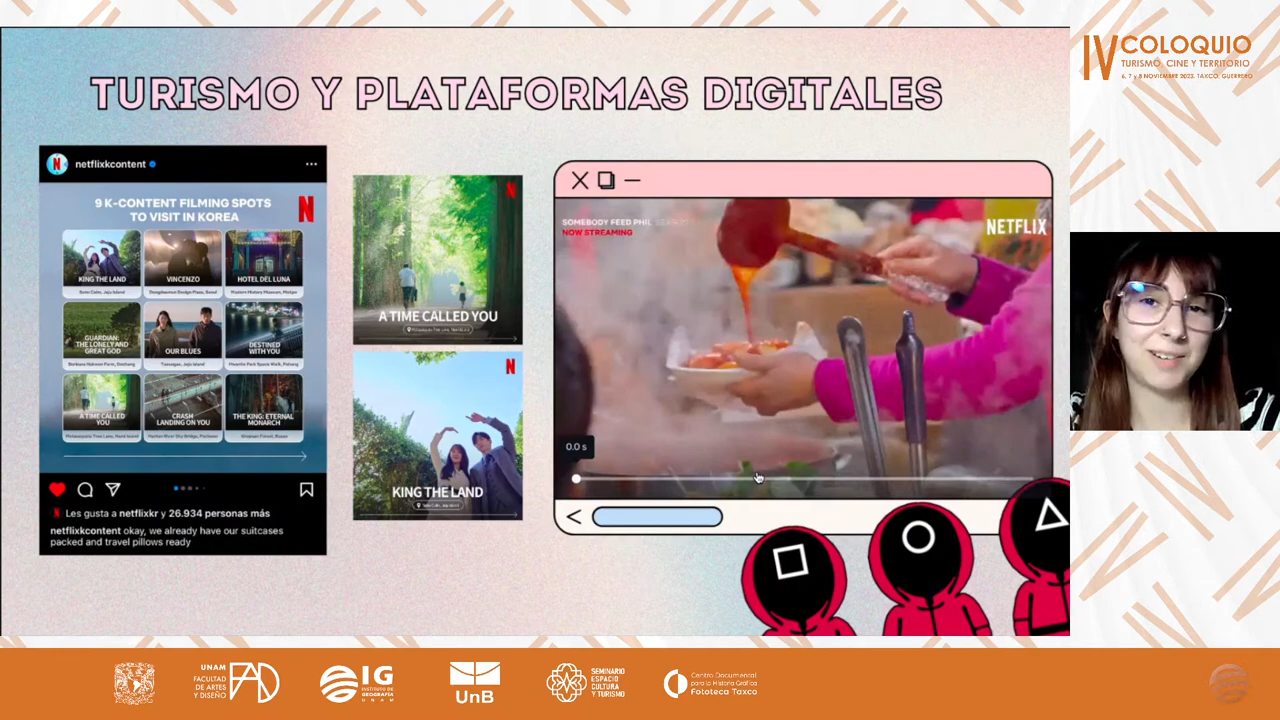 IV COLOQUIO
TURISMO CINE Y TERRITORIO
6, 7 y 8 NOVIEMBRE 2023. TAXCO, GUERRERO
TURISMO Y PLATAFORMAS DIGITALES
netflixkcontent
9 K-CONTENT FILMING SPOTS
TO VISIT IN KOREA
KING THE LAND
VINCENZO
HOTEL DEL LUNA
GUARDIAN:
THE LONELY AND
GREAT GOD
OUR BLUES
DESTINED
WITH YOU
A TIME CALLED
YOU
CRASH
LANDING ON YOU
THE KING: ETERNAL
MONARCH
Les gusta a netflixkr y 26.934 personas más
netflixkcontent okay, we already have our suitcases
packed and travel pillows ready
A TIME CALLED YOU
KING THE LAND
SOMEBODY FEED PHIL
NOW STREAMING
NETFLIX
0.0 s
UNAM
FACULTAD
DE ARTES
Y DISEÑO
FAD
IG
INSTITUTO DE
GEOGRAFÍA
UNAM
UnB
SEMINARIO
ESPACIO
CULTURA
Y TURISMO
Centro Documental
para la Historia Gráfica
Fototeca Taxco